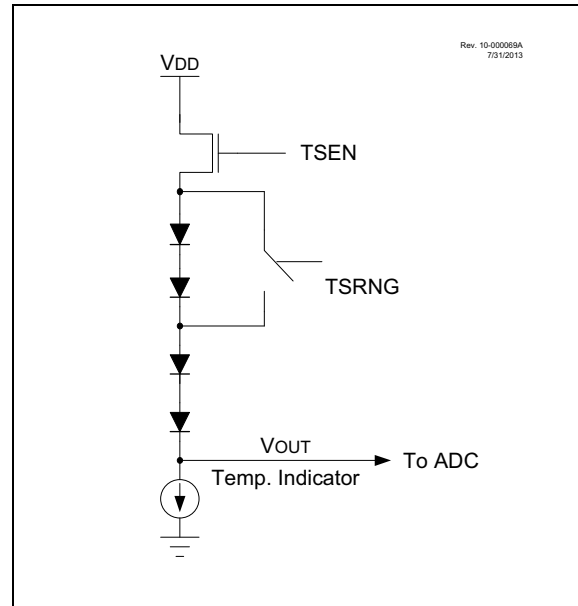 Rev. 10-000069A
7/31/2013
VDD
TSEN
TSRNG
VOUT
To ADC
Temp. Indicator